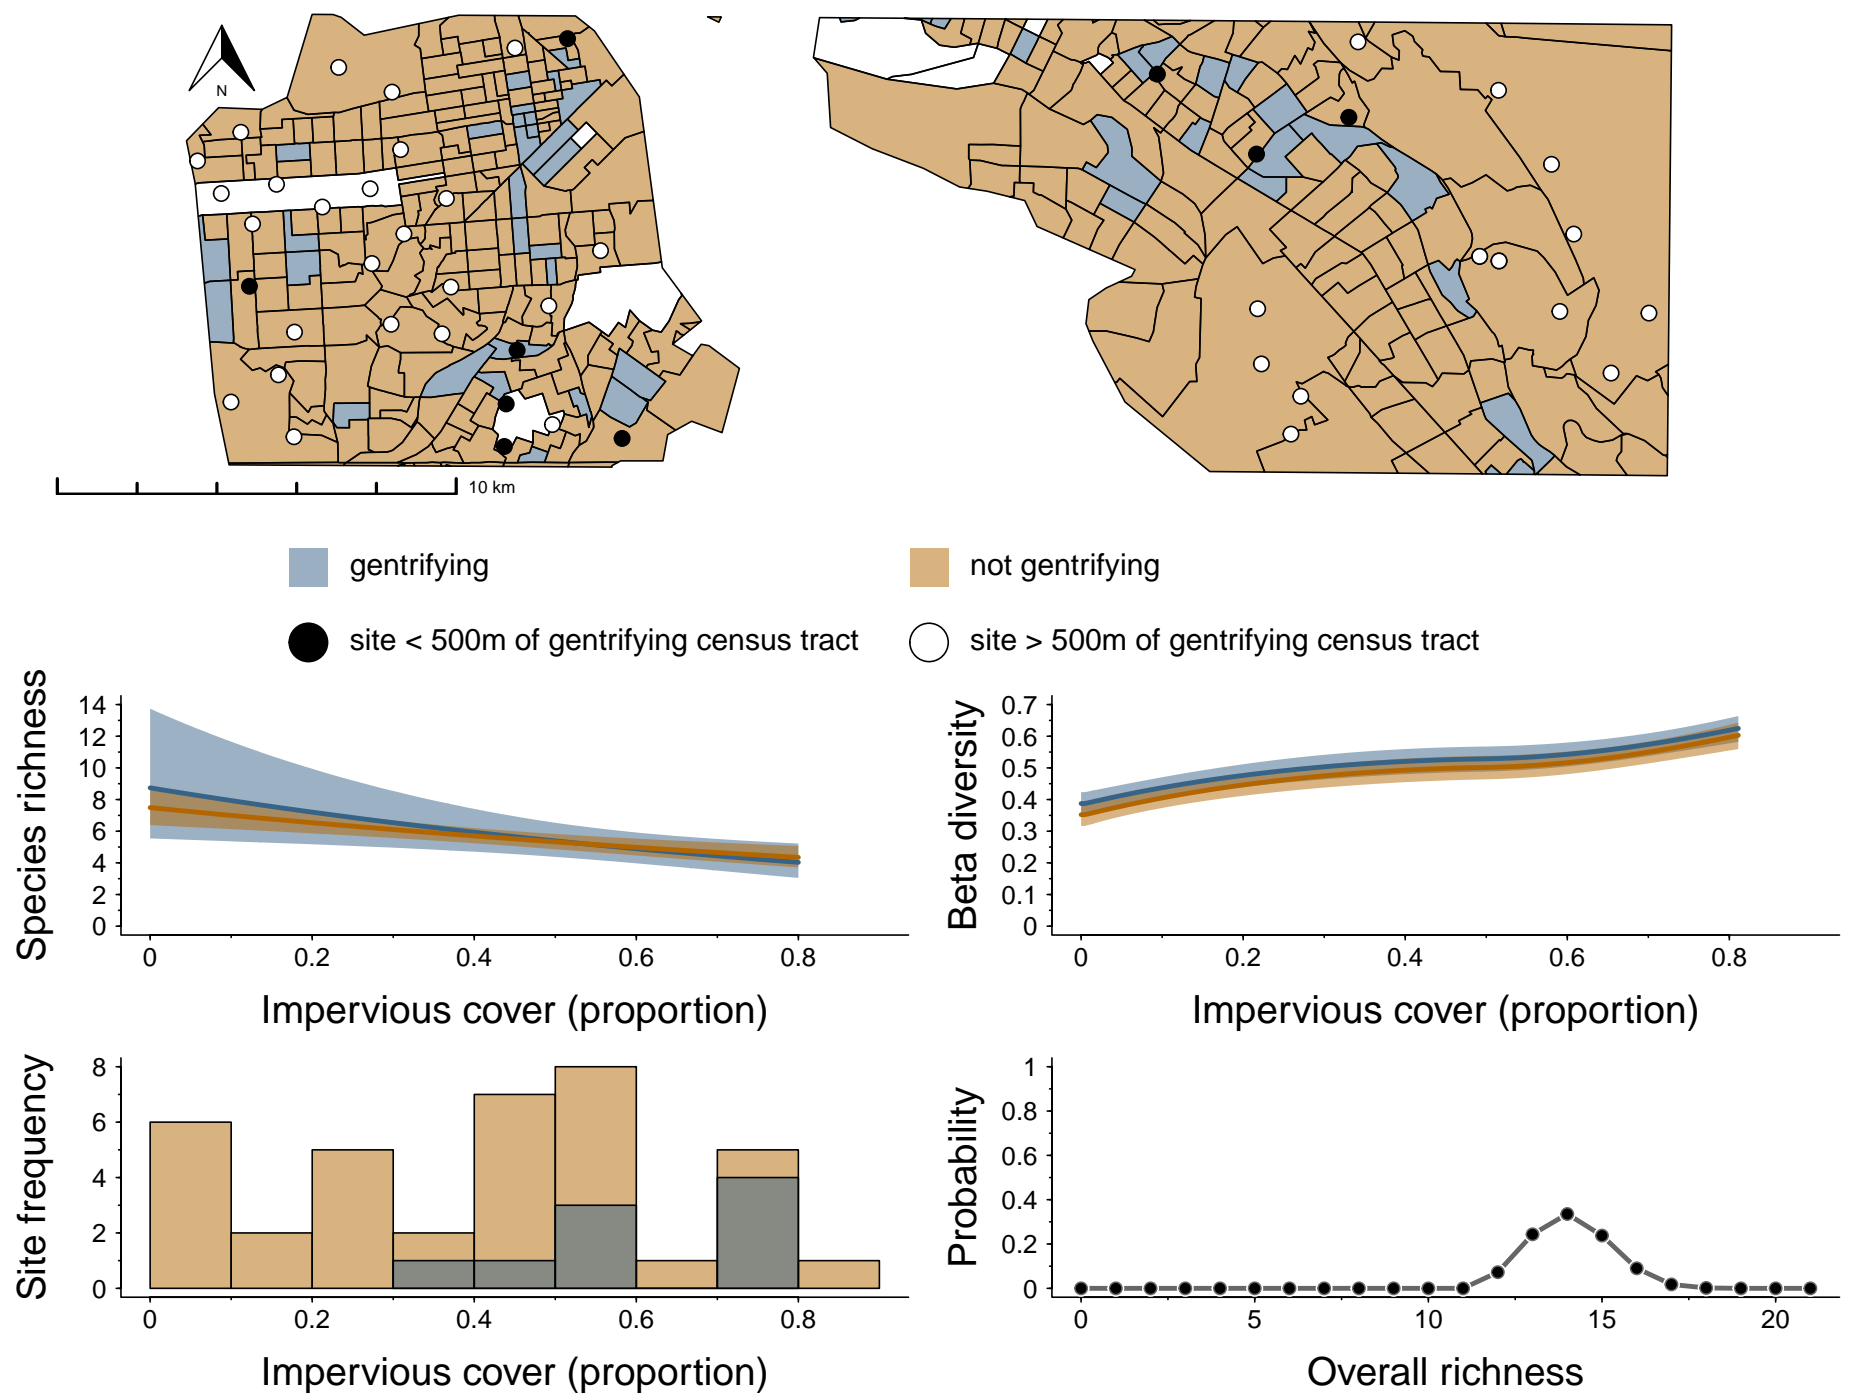 N
10 km
gentrifying
not gentrifying
site < 500m of gentrifying census tract
site > 500m of gentrifying census tract
Species richness
14
12
10
8
6
4
2
0
0 0.2 0.4 0.6 0.8
Impervious cover (proportion)
Beta diversity
0.7
0.6
0.5
0.4
0.3
0.2
0.1
0
0 0.2 0.4 0.6 0.8
Impervious cover (proportion)
Site frequency
8
6
4
2
0
0 0.2 0.4 0.6 0.8
Impervious cover (proportion)
Probability
1
0.8
0.6
0.4
0.2
0
0 5 10 15 20
Overall richness